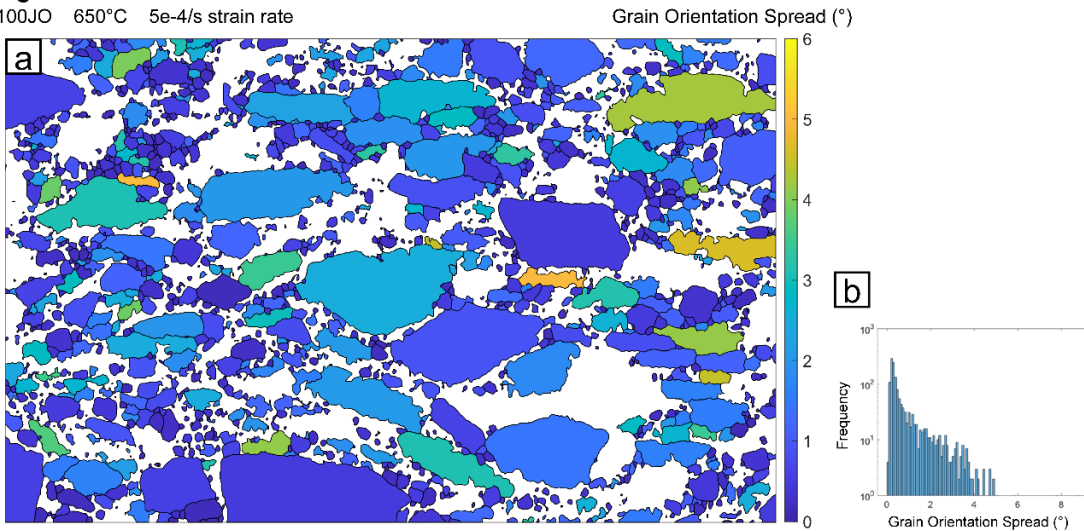 100JO 650°C 5e-4/s strain rate
Grain Orientation Spread (°)
a
6
5
4
3
2
1
0
b
10³
10²
10¹
10⁰
Frequency
0 2 4 6 8
Grain Orientation Spread (°)